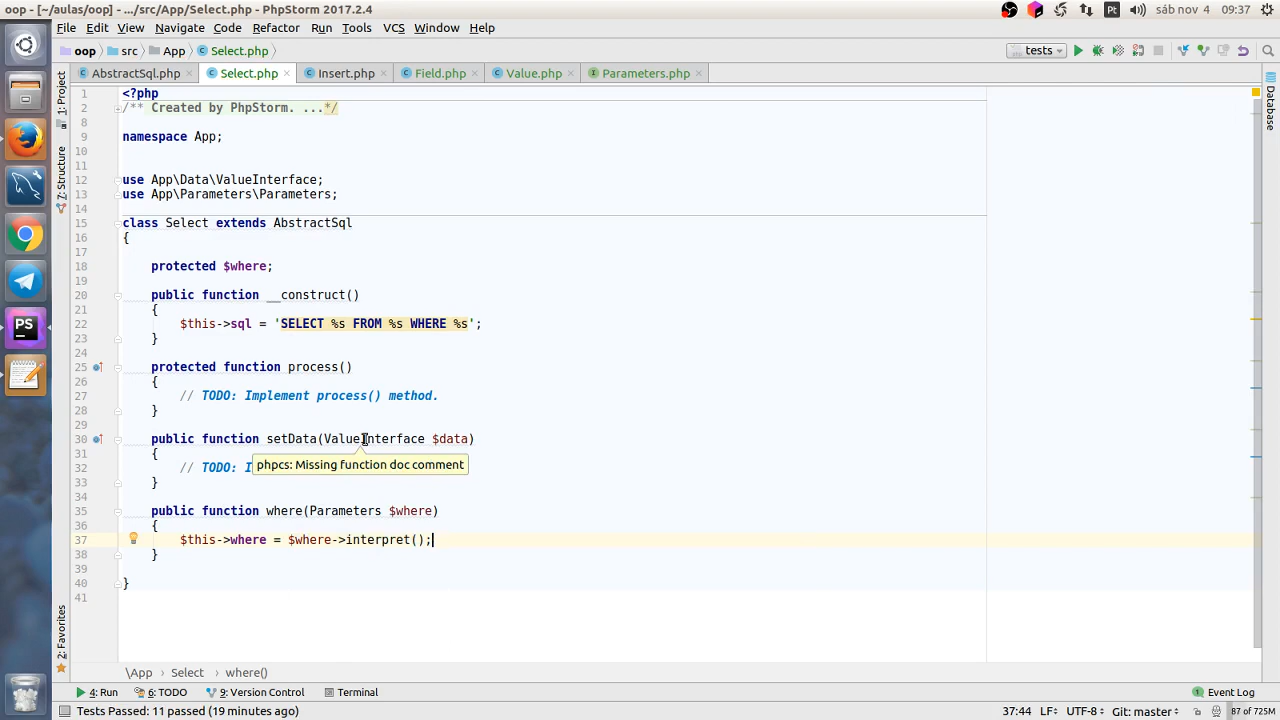 oop - [~/aulas/oop] - .../src/App/Select.php - PhpStorm 2017.2.4
Pt
sáb nov 4
09:37
File Edit View Navigate Code Refactor Run Tools VCS Window Help
oop src App Select.php
tests
AbstractSql.php Select.php Insert.php Field.php Value.php Parameters.php
1 <?php
2 /** Created by PhpStorm. ...*/
8
9 namespace App;
10
11
12 use App\Data\ValueInterface;
13 use App\Parameters\Parameters;
14
15 class Select extends AbstractSql
16 {
17
18 protected $where;
19
20 public function __construct()
21 {
22 $this->sql = 'SELECT %s FROM %s WHERE %s';
23 }
24
25 protected function process()
26 {
27 // TODO: Implement process() method.
28 }
29
30 public function setData(ValueInterface $data)
31 {
phpcs: Missing function doc comment
32 // TODO: I
33 }
34
35 public function where(Parameters $where)
36 {
37 $this->where = $where->interpret();
38 }
39
40 }
41
1: Project
7: Structure
2: Favorites
Database
PS
\App Select where()
4: Run 6: TODO 9: Version Control Terminal Event Log
Tests Passed: 11 passed (19 minutes ago) 37:44 LF÷ UTF-8÷ Git: master÷ 87 of 725M